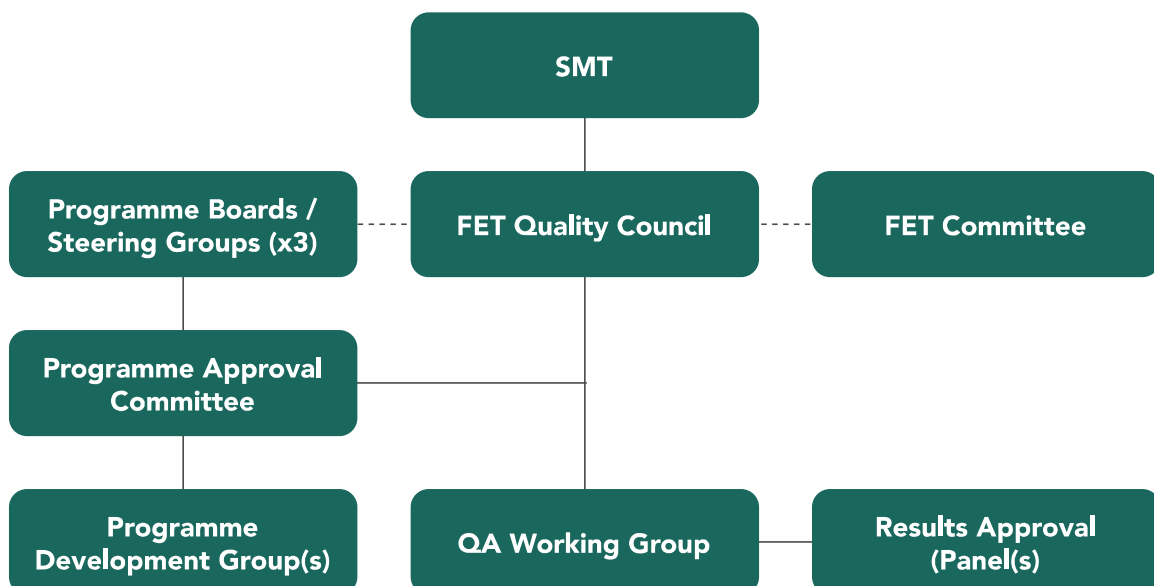 SMT
Programme Boards /
Steering Groups (x3)
FET Quality Council
FET Committee
Programme Approval
Committee
Programme
Development Group(s)
QA Working Group
Results Approval
(Panel(s)